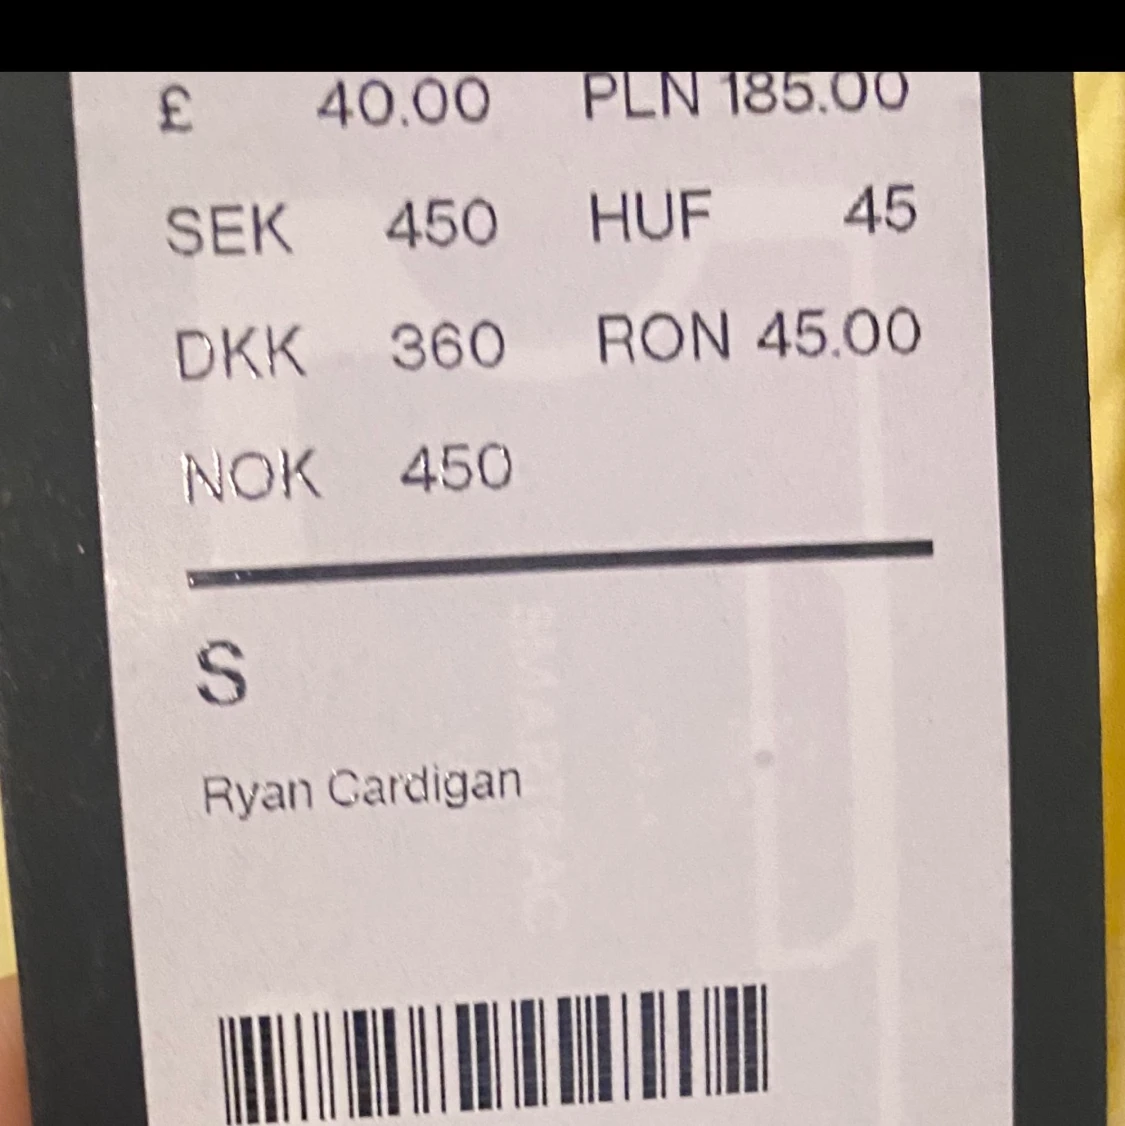 £ 40.00 PLN 185.00
SEK 450 HUF 45
DKK 360 RON 45.00
NOK 450
S
Ryan Cardigan